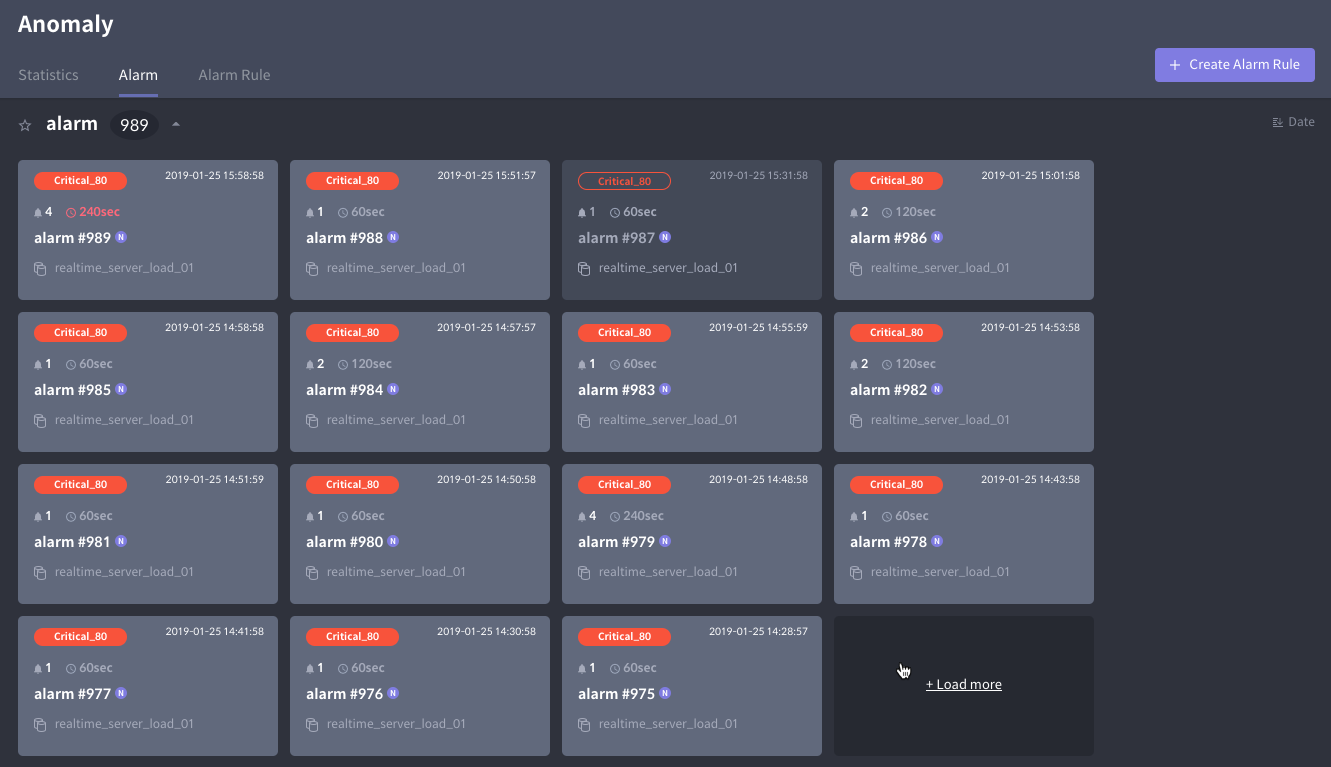 Anomaly
Statistics Alarm Alarm Rule
+ Create Alarm Rule
alarm 989
Date
Critical_80 2019-01-25 15:58:58
4 240sec
alarm #989 N
realtime_server_load_01
Critical_80 2019-01-25 15:51:57
1 60sec
alarm #988 N
realtime_server_load_01
Critical_80 2019-01-25 15:31:58
1 60sec
alarm #987 N
realtime_server_load_01
Critical_80 2019-01-25 15:01:58
2 120sec
alarm #986 N
realtime_server_load_01
Critical_80 2019-01-25 14:58:58
1 60sec
alarm #985 N
realtime_server_load_01
Critical_80 2019-01-25 14:57:57
2 120sec
alarm #984 N
realtime_server_load_01
Critical_80 2019-01-25 14:55:59
1 60sec
alarm #983 N
realtime_server_load_01
Critical_80 2019-01-25 14:53:58
2 120sec
alarm #982 N
realtime_server_load_01
Critical_80 2019-01-25 14:51:59
1 60sec
alarm #981 N
realtime_server_load_01
Critical_80 2019-01-25 14:50:58
1 60sec
alarm #980 N
realtime_server_load_01
Critical_80 2019-01-25 14:48:58
4 240sec
alarm #979 N
realtime_server_load_01
Critical_80 2019-01-25 14:43:58
1 60sec
alarm #978 N
realtime_server_load_01
Critical_80 2019-01-25 14:41:58
1 60sec
alarm #977 N
realtime_server_load_01
Critical_80 2019-01-25 14:30:58
1 60sec
alarm #976 N
realtime_server_load_01
Critical_80 2019-01-25 14:28:57
1 60sec
alarm #975 N
realtime_server_load_01
+ Load more